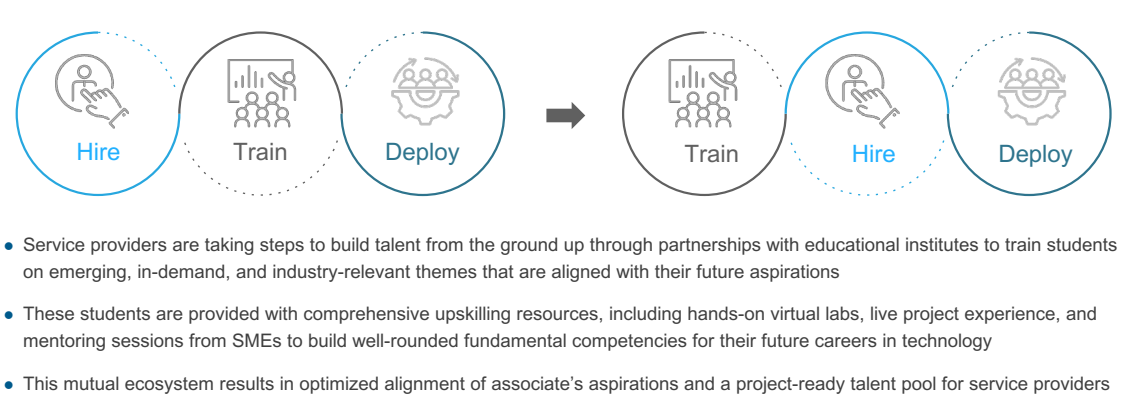 Hire Train Deploy Train Hire Deploy
● Service providers are taking steps to build talent from the ground up through partnerships with educational institutes to train students
on emerging, in-demand, and industry-relevant themes that are aligned with their future aspirations
● These students are provided with comprehensive upskilling resources, including hands-on virtual labs, live project experience, and
mentoring sessions from SMEs to build well-rounded fundamental competencies for their future careers in technology
● This mutual ecosystem results in optimized alignment of associate’s aspirations and a project-ready talent pool for service providers